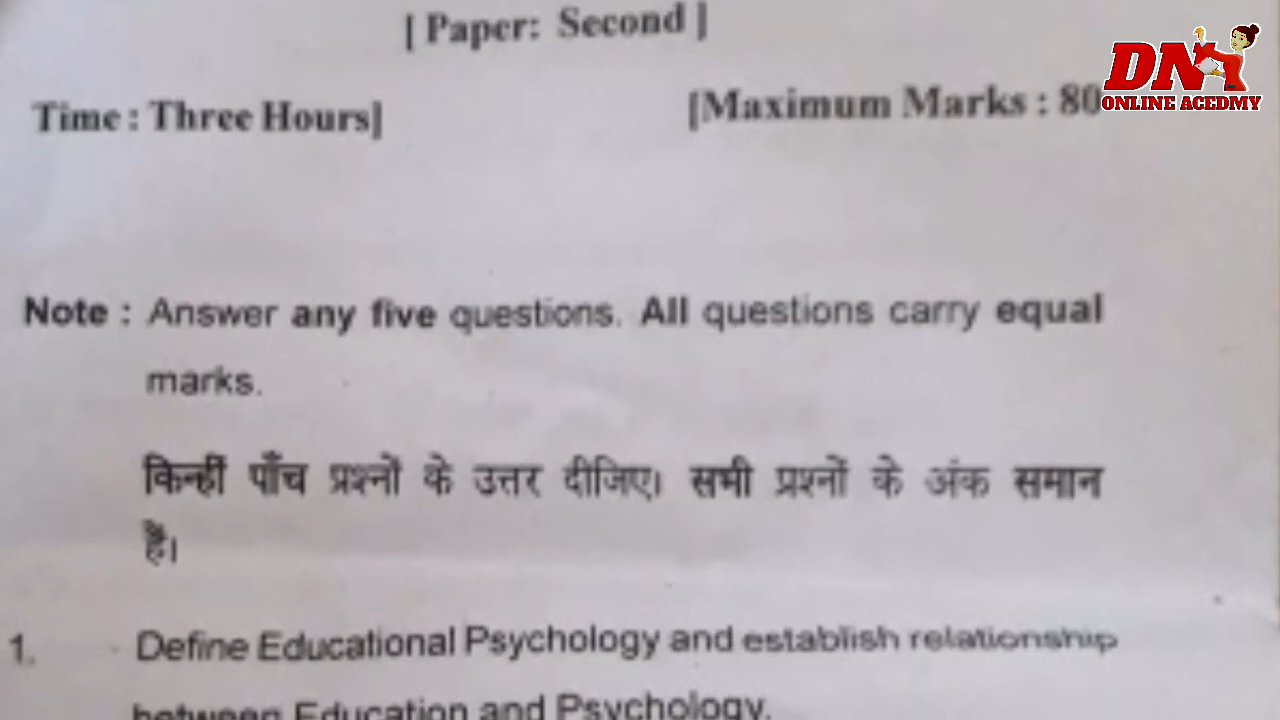 [ Paper: Second ]
DN
ONLINE ACEDMY
Time : Three Hours]
[Maximum Marks : 80
Note : Answer any five questions. All questions carry equal
marks.
किन्हीं पाँच प्रश्नों के उत्तर दीजिए। सभी प्रश्नों के अंक समान
हैं।
1. Define Educational Psychology and establish relationship
between Education and Psychology.